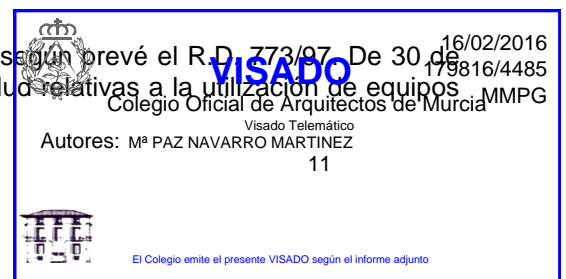 16/02/2016
según prevé el R.D. 773/97. De 30 de
VISADO
179816/4485
lud relativas a la utilización de equipos
MMPG
Colegio Oficial de Arquitectos de Murcia
Visado Telemático
Autores: Mª PAZ NAVARRO MARTINEZ
11
El Colegio emite el presente VISADO según el informe adjunto